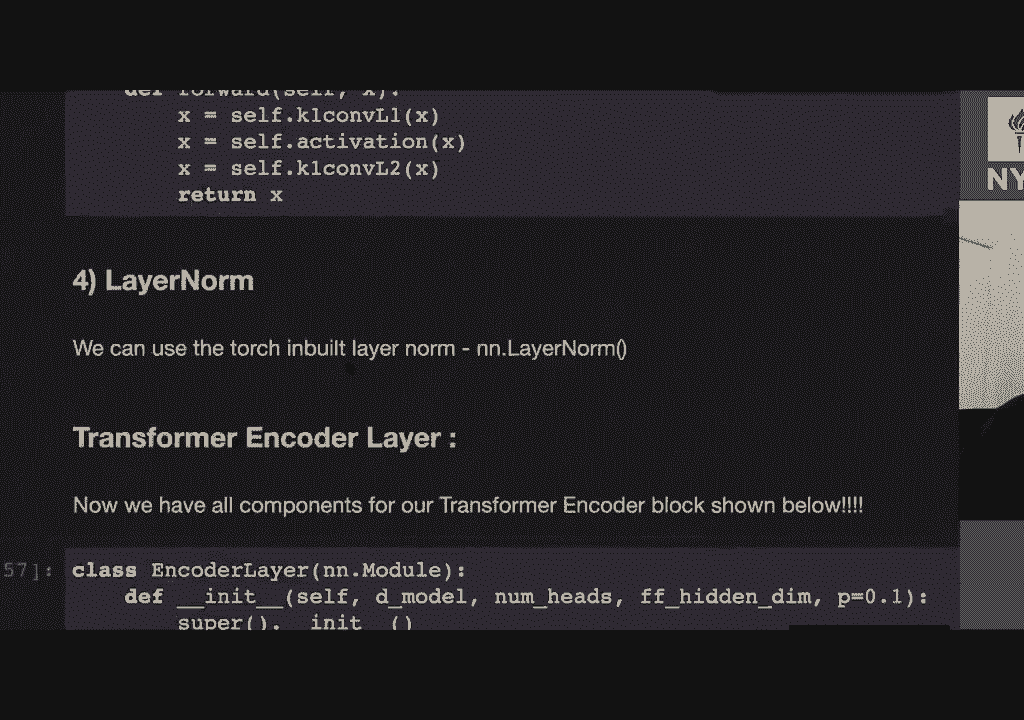 def forward(self, x):
x = self.k1convL1(x)
x = self.activation(x)
x = self.k1convL2(x)
return x
NY
4) LayerNorm
We can use the torch inbuilt layer norm - nn.LayerNorm()
Transformer Encoder Layer :
Now we have all components for our Transformer Encoder block shown below!!!!
57]: class EncoderLayer(nn.Module):
def __init__(self, d_model, num_heads, ff_hidden_dim, p=0.1):
super().__init__()